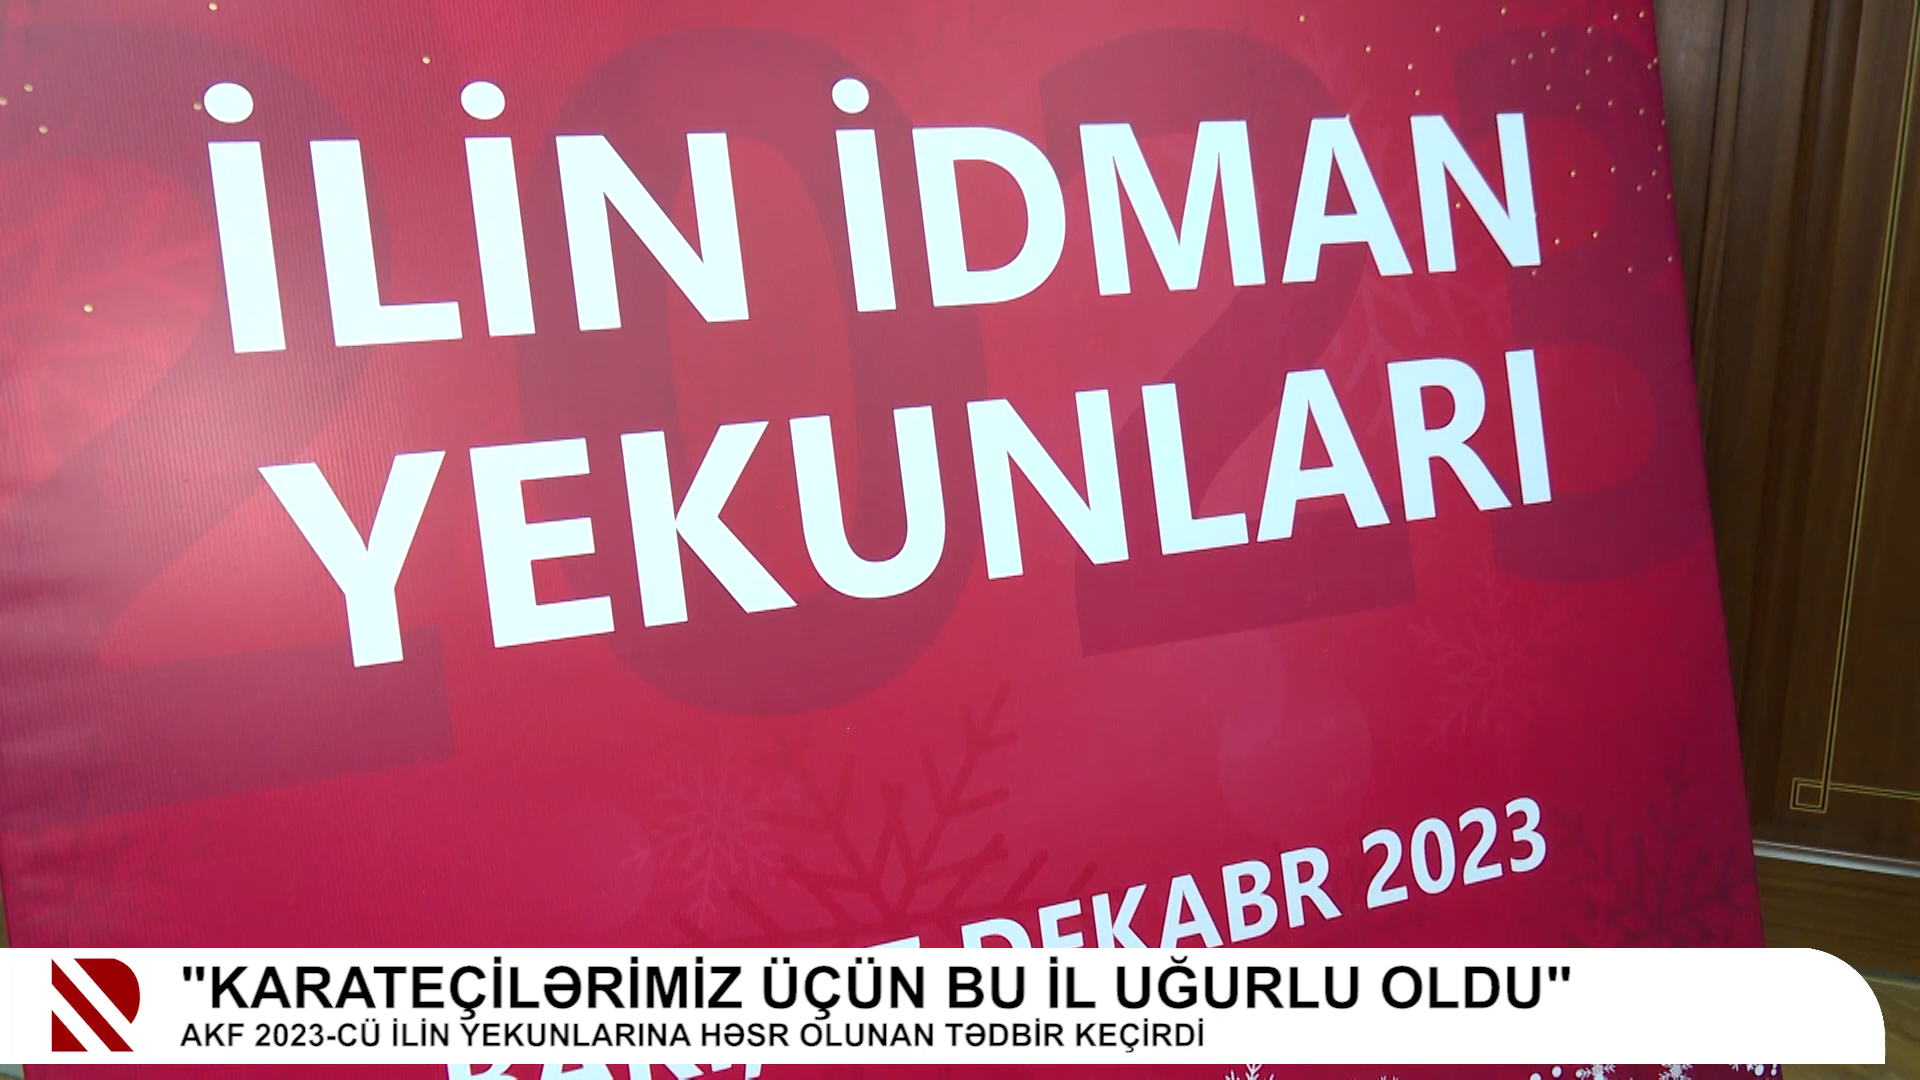 İLİN İDMAN
YEKUNLARI
DEKABR 2023
"KARATEÇİLƏRİMİZ ÜÇÜN BU İL UĞURLU OLDU"
AKF 2023-CÜ İLİN YEKUNLARINA HƏSR OLUNAN TƏDBİR KEÇİRDİ